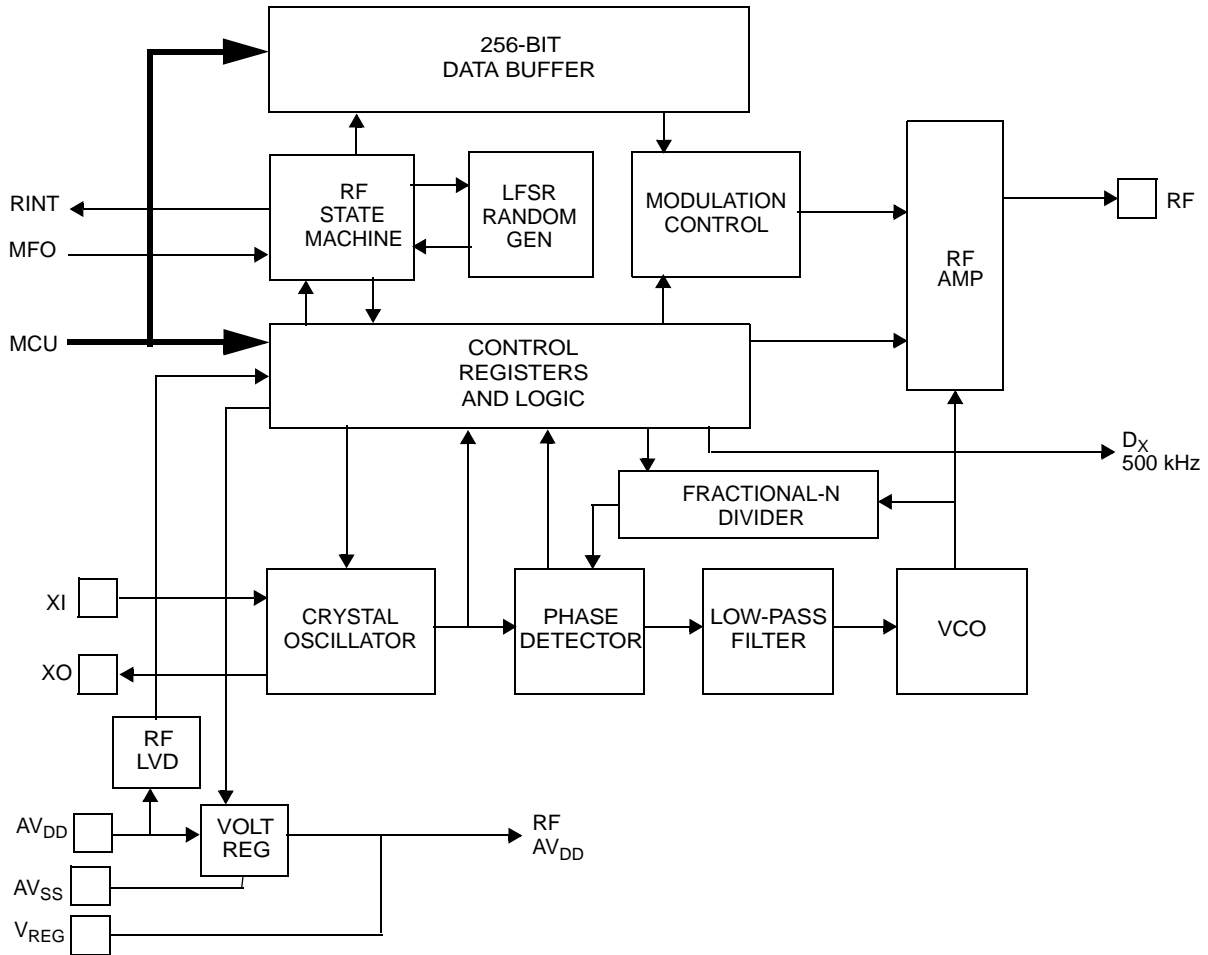 256-BIT
DATA BUFFER
RF
STATE
MACHINE
LFSR
RANDOM
GEN
MODULATION
CONTROL
RF
AMP
RF
RINT
MFO
MCU
CONTROL
REGISTERS
AND LOGIC
DX
500 kHz
FRACTIONAL-N
DIVIDER
XI
XO
CRYSTAL
OSCILLATOR
PHASE
DETECTOR
LOW-PASS
FILTER
VCO
RF
LVD
AVDD
VOLT
REG
RF
AVDD
AVSS
VREG